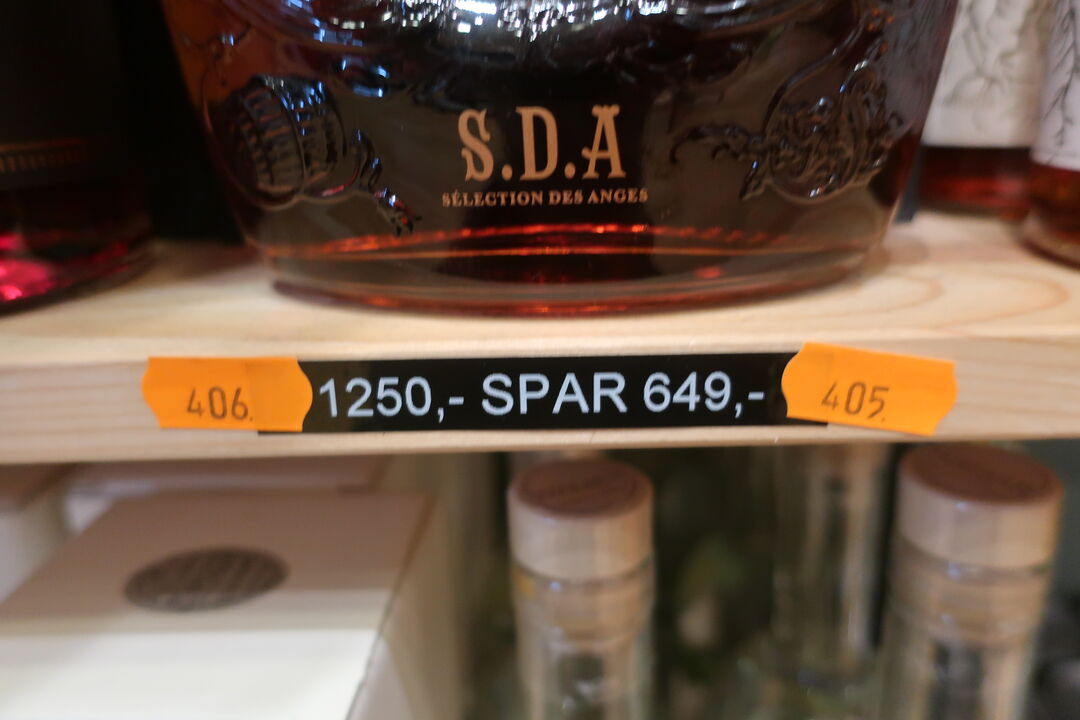 S.D.A
SÉLECTION DES ANGES
406.
1250,- SPAR 649,-
405.